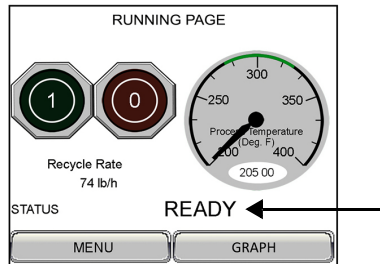 RUNNING PAGE
1
0
300
250
350
Process Temperature
(Deg. F)
200
400
205 00
Recycle Rate
74 lb/h
STATUS
READY
MENU
GRAPH